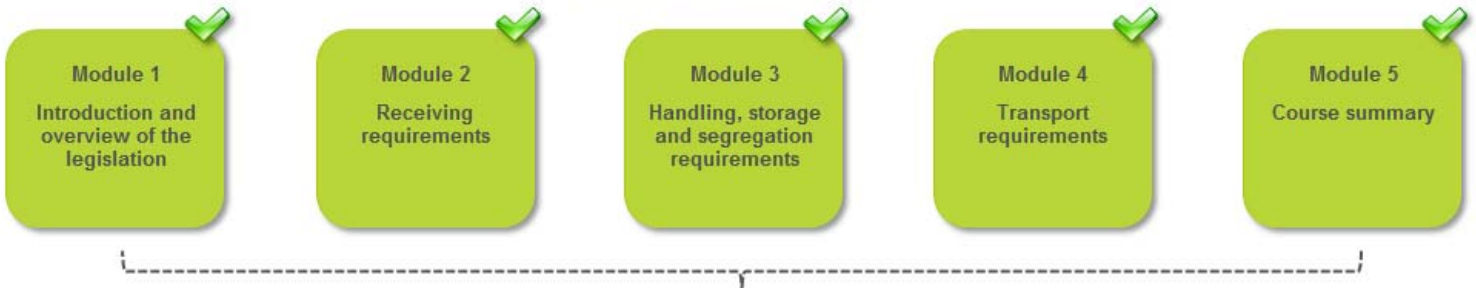 Module 1
Introduction and
overview of the
legislation
Module 2
Receiving
requirements
Module 3
Handling, storage
and segregation
requirements
Module 4
Transport
requirements
Module 5
Course summary